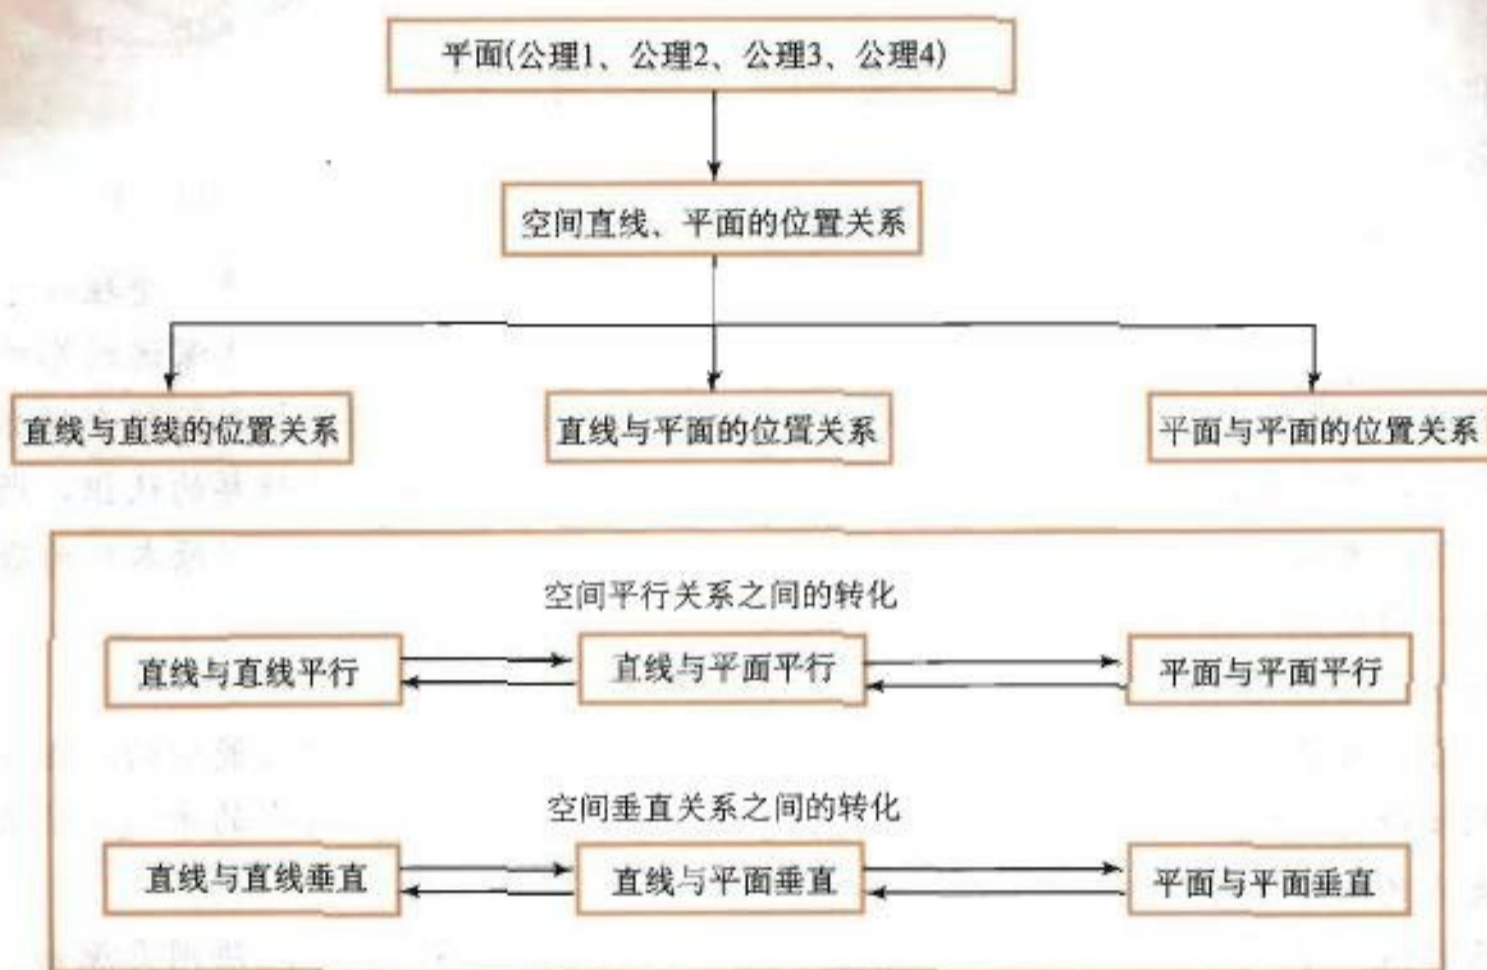 平面(公理1、公理2、公理3、公理4)
空间直线、平面的位置关系
直线与直线的位置关系
直线与平面的位置关系
平面与平面的位置关系
空间平行关系之间的转化
直线与直线平行
直线与平面平行
平面与平面平行
空间垂直关系之间的转化
直线与直线垂直
直线与平面垂直
平面与平面垂直